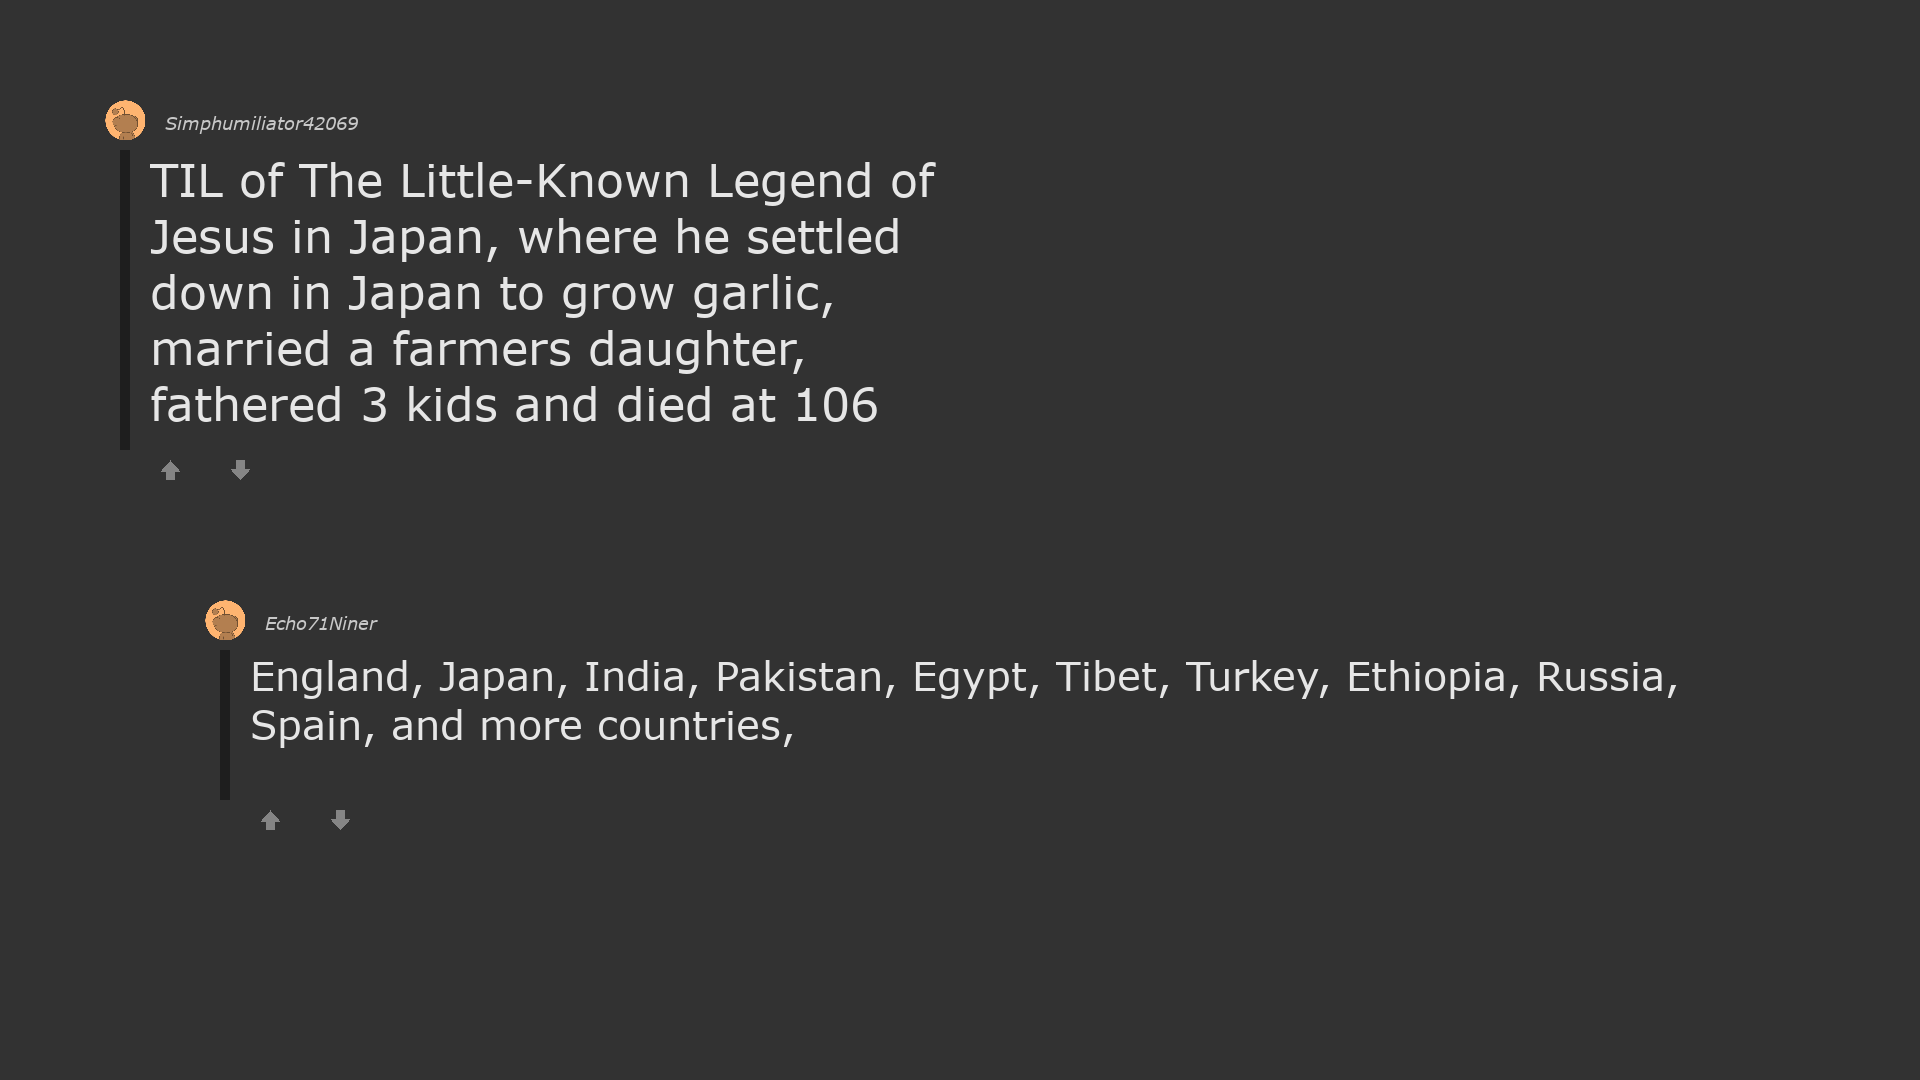 Simphumiliator42069
TIL of The Little-Known Legend of
Jesus in Japan, where he settled
down in Japan to grow garlic,
married a farmers daughter,
fathered 3 kids and died at 106
Echo71Niner
England, Japan, India, Pakistan, Egypt, Tibet, Turkey, Ethiopia, Russia,
Spain, and more countries,